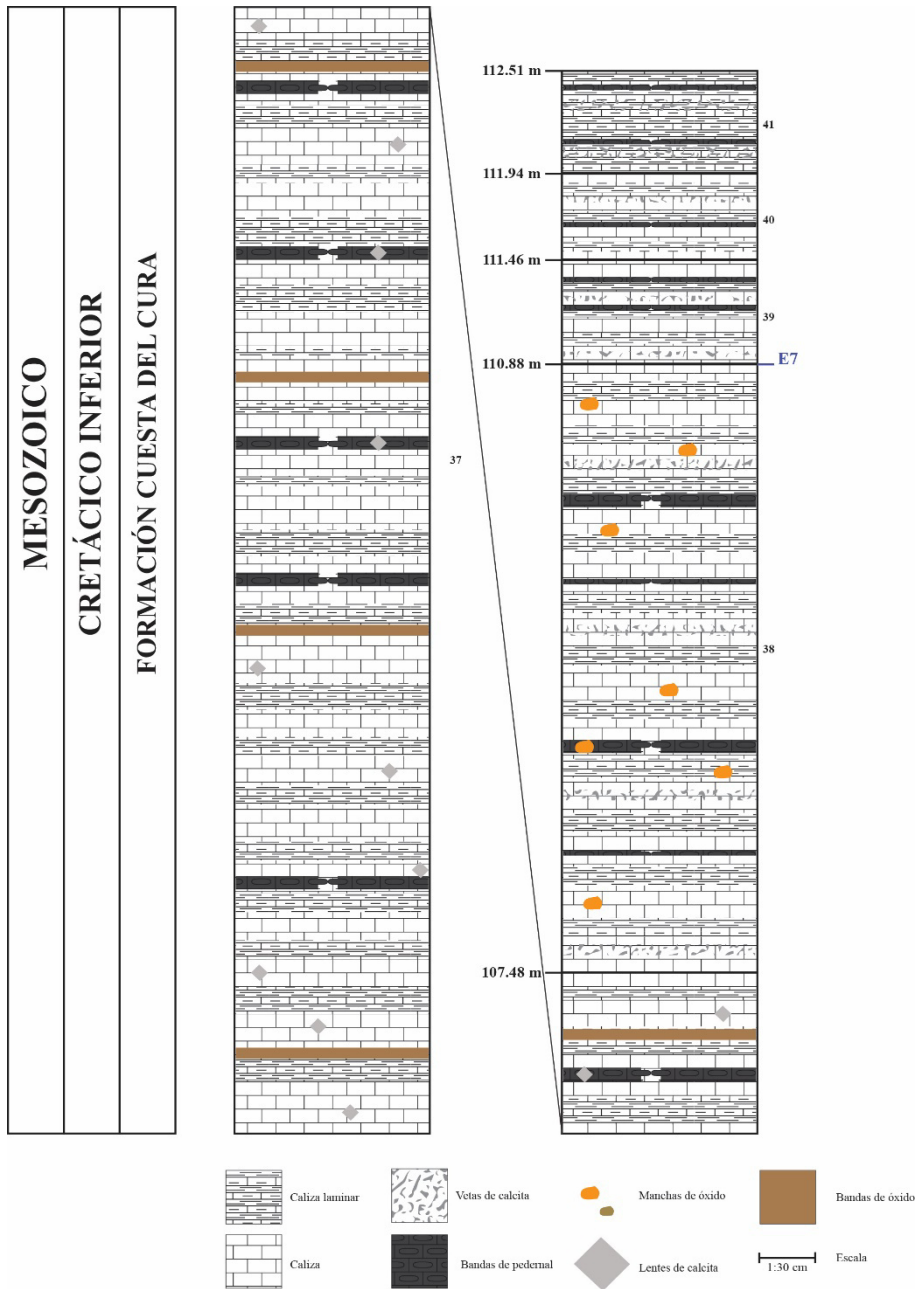 MESOZOICO
CRETÁCICO INFERIOR
FORMACIÓN CUESTA DEL CURA
37
112.51 m
41
111.94 m
40
111.46 m
39
110.88 m
E7
38
107.48 m
Caliza laminar
Vetas de calcita
Manchas de óxido
Bandas de óxido
Caliza
Bandas de pedernal
Lentes de calcita
Escala
1:30 cm